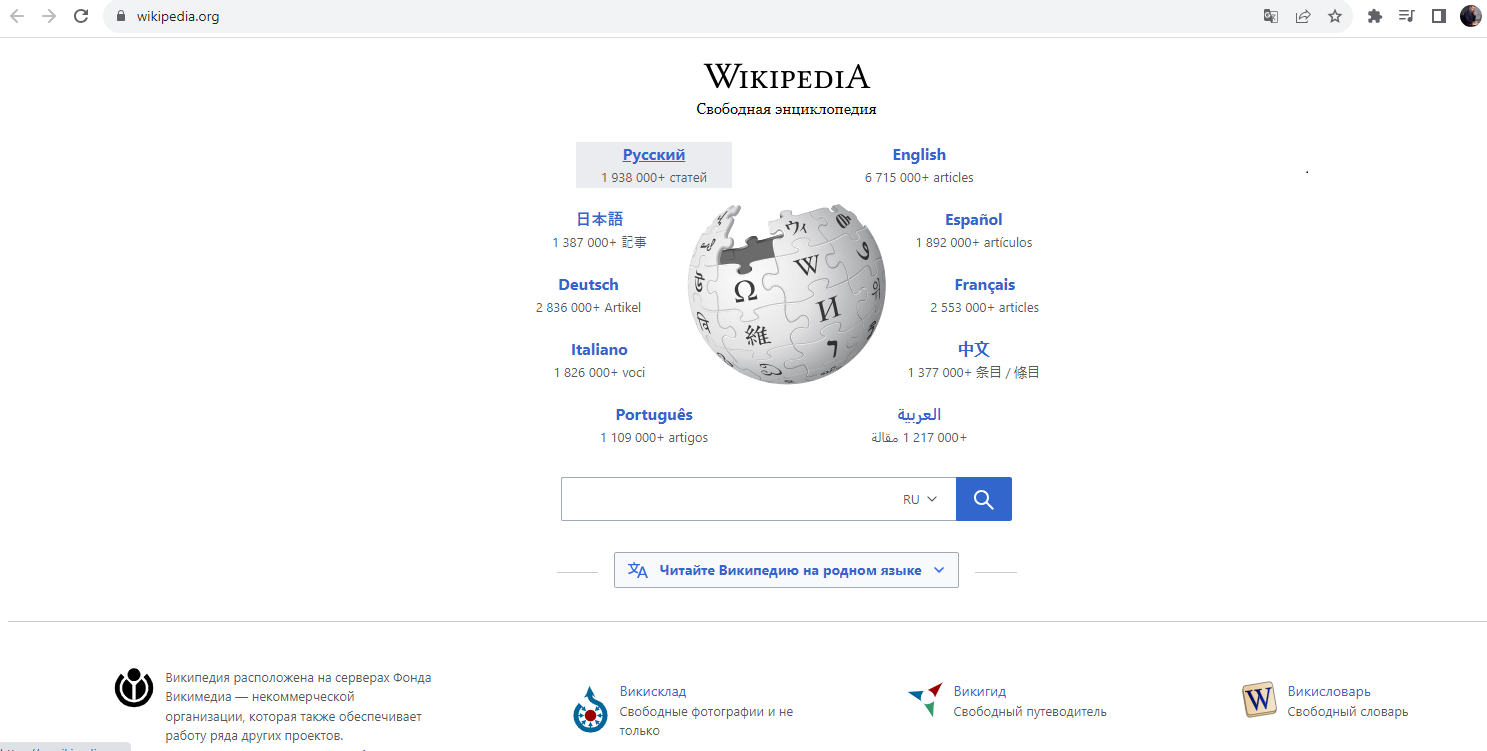 wikipedia.org
WIKIPEDIA
Свободная энциклопедия
Русский
1 938 000+ статей
English
6 715 000+ articles
日本語
1 387 000+ 記事
Español
1 892 000+ artículos
Deutsch
2 836 000+ Artikel
Français
2 553 000+ articles
Italiano
1 826 000+ voci
中文
1 377 000+ 条目 / 條目
Português
1 109 000+ artigos
العربية
1 217 000+ مقالة
Ω
W
И
維
ウィ
RU
Читайте Википедию на родном языке
Википедия расположена на серверах Фонда
Викимедиа — некоммерческой
организации, которая также обеспечивает
работу ряда других проектов.
Викисклад
Свободные фотографии и не
только
Викигид
Свободный путеводитель
W
Викисловарь
Свободный словарь